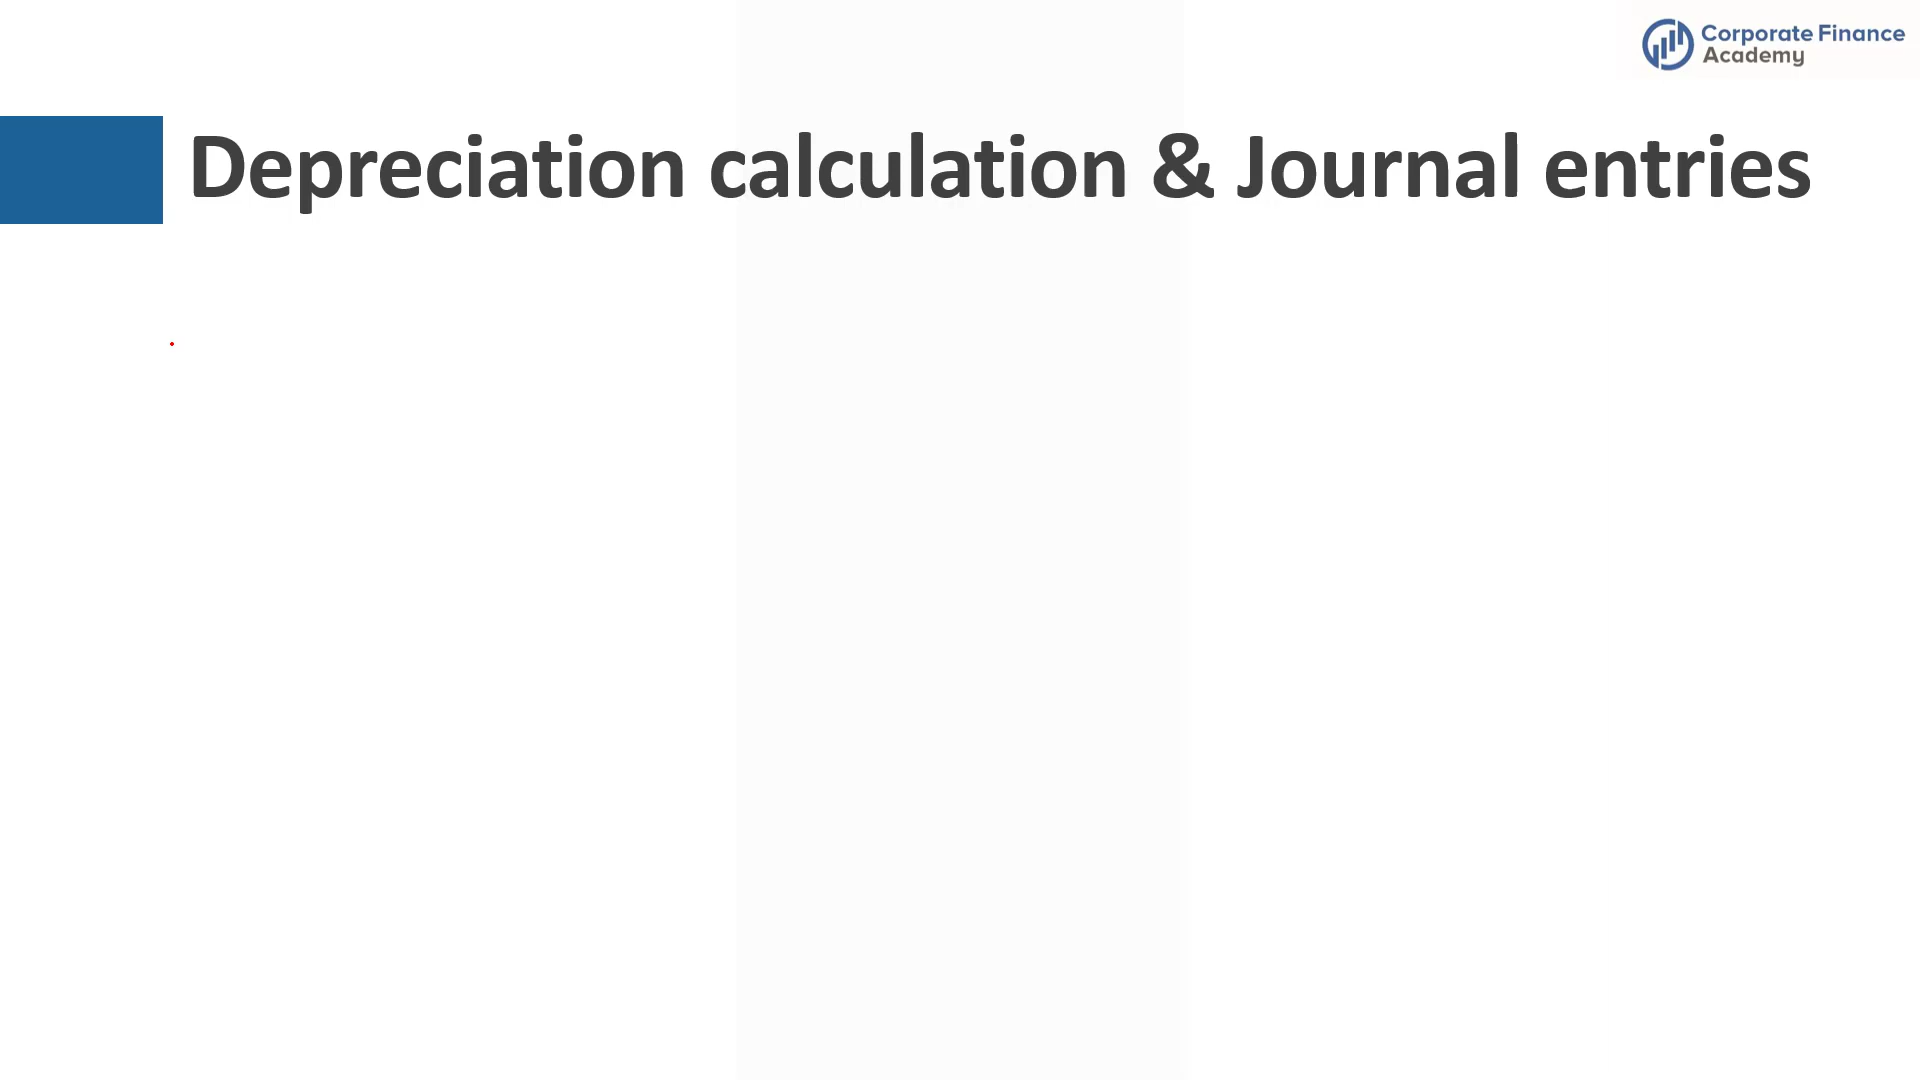 Corporate Finance
Academy
Depreciation calculation & Journal entries